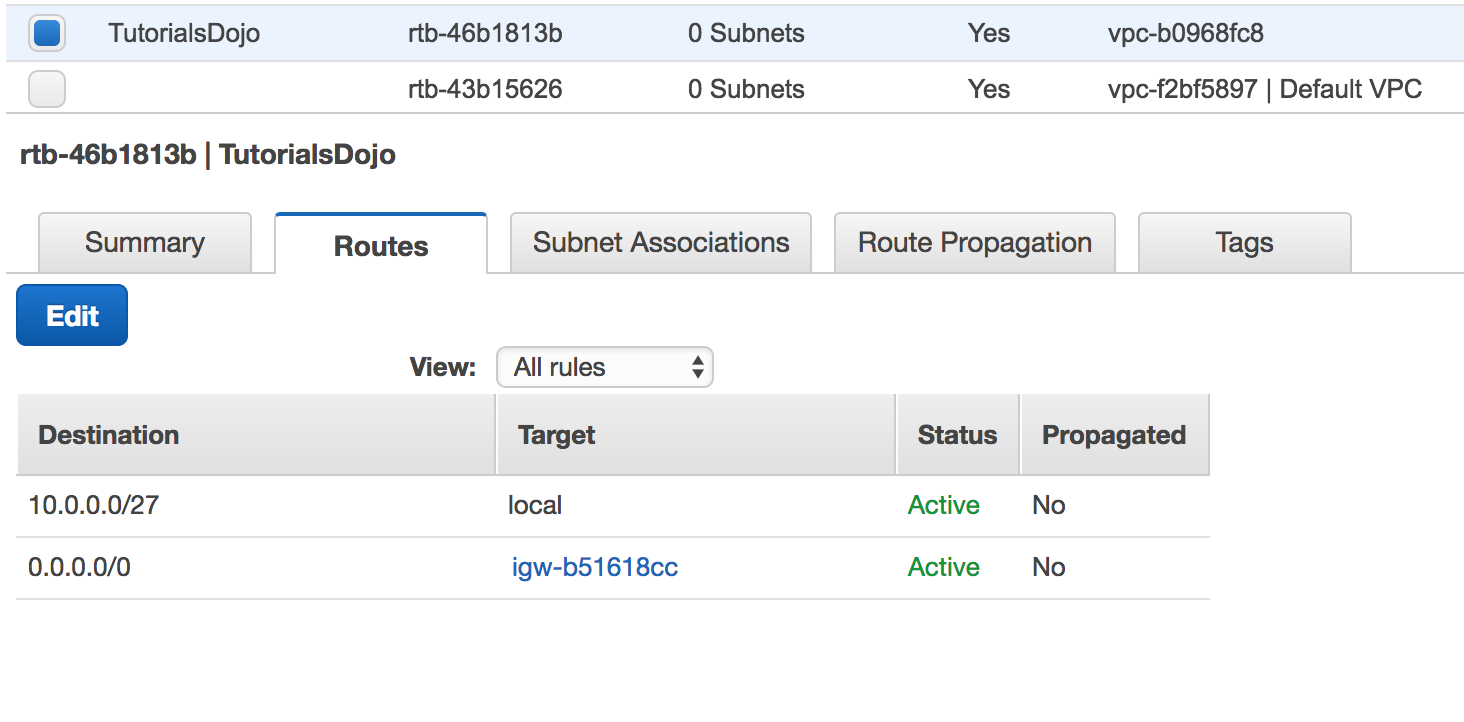 TutorialsDojo rtb-46b1813b 0 Subnets Yes vpc-b0968fc8
rtb-43b15626 0 Subnets Yes vpc-f2bf5897 | Default VPC
rtb-46b1813b | TutorialsDojo
Summary Routes Subnet Associations Route Propagation Tags
Edit
View: All rules
Destination Target Status Propagated
10.0.0.0/27 local Active No
0.0.0.0/0 igw-b51618cc Active No